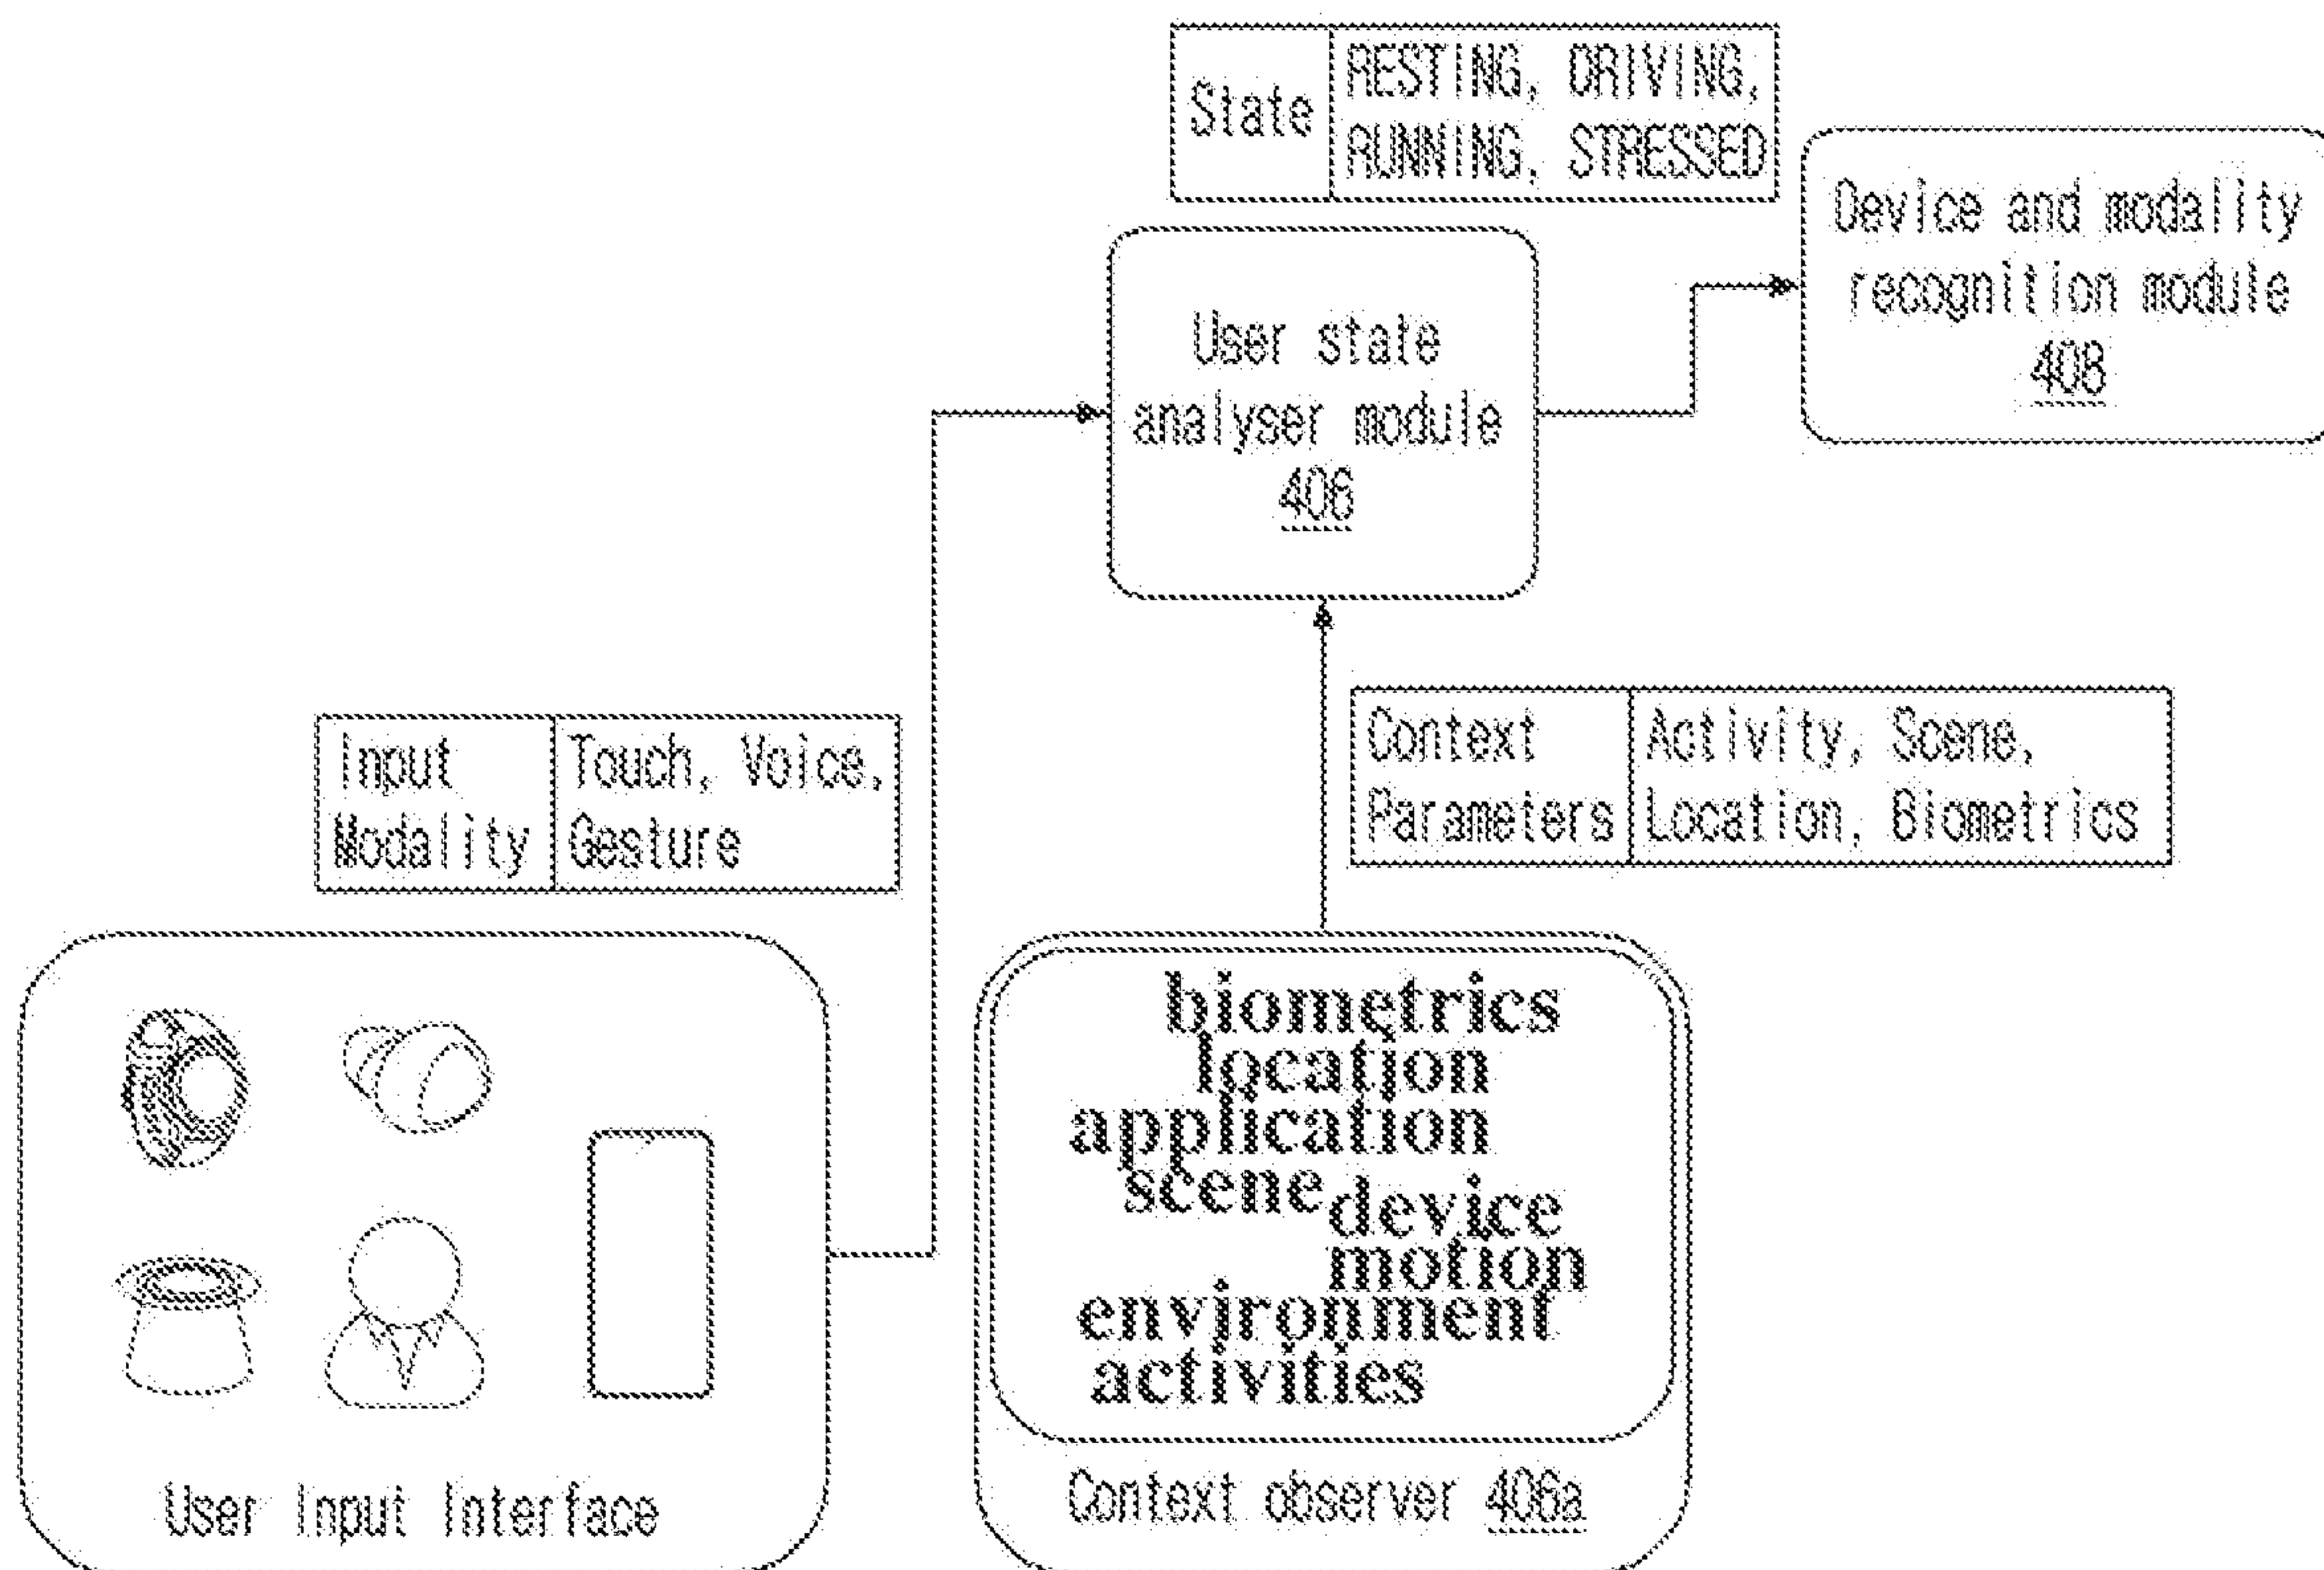 State
RESTING, DRIVING,
RUNNING, STRESSED
Device and modality
recognition module
408
User state
analyser module
406
Input
Modality
Touch, Voice,
Gesture
Context
Parameters
Activity, Scene,
Location, Biometrics
biometrics
location
application
scene
device
motion
environment
activities
User Input Interface
Context observer 406a